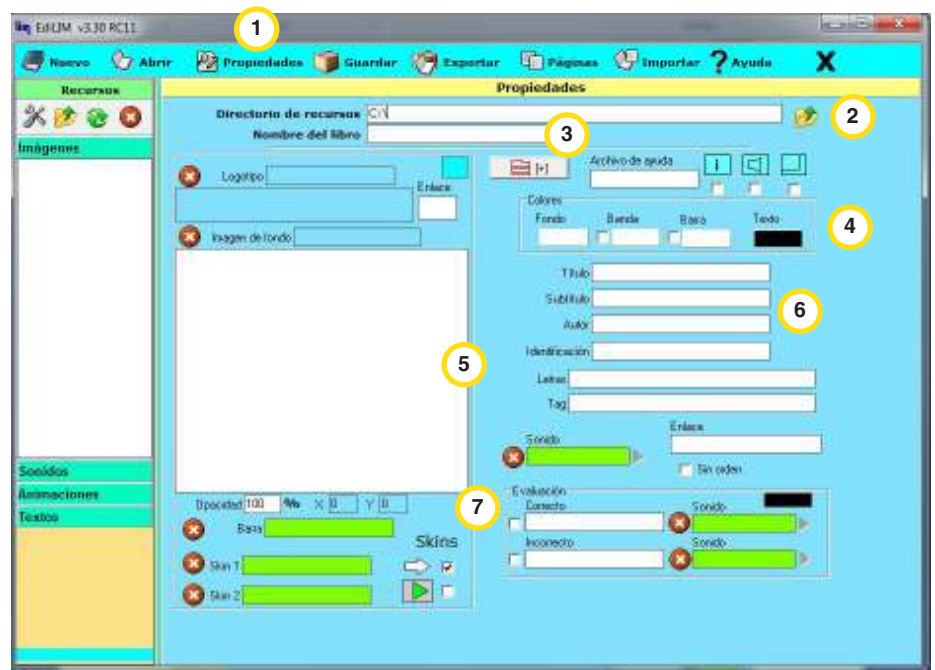 EdiLIM v3.30 RC11
1
Nuevo Abrir Propiedades Guardar Exportar Páginas Importar ? Ayuda X
Recursos
Propiedades
Directorio de recursos C:\
2
Nombre del libro
3
Imágenes
Logotipo
Enlace
[+]
Archivo de ayuda
i
Colores
Fondo Banda Barra Texto
4
Imagen de fondo
Título
Subtítulo
6
Autor
Identificación
5
Letras
Tag
Enlace
Sonido
Sin orden
Sonidos
Animaciones
Textos
Opacidad 100 % X 0 Y 0
7
Evaluación
Correcto Sonido
Barra
Skins
Incorrecto Sonido
Skin 1
Skin 2